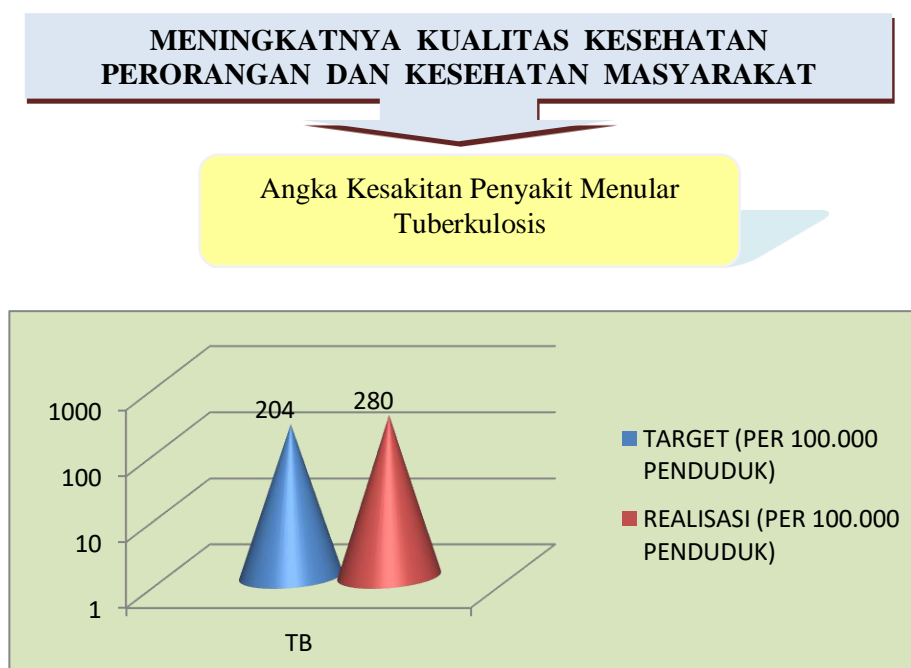 MENINGKATNYA KUALITAS KESEHATAN
PERORANGAN DAN KESEHATAN MASYARAKAT
Angka Kesakitan Penyakit Menular
Tuberkulosis
1000
100
10
1
204
280
TB
TARGET (PER 100.000
PENDUDUK)
REALISASI (PER 100.000
PENDUDUK)